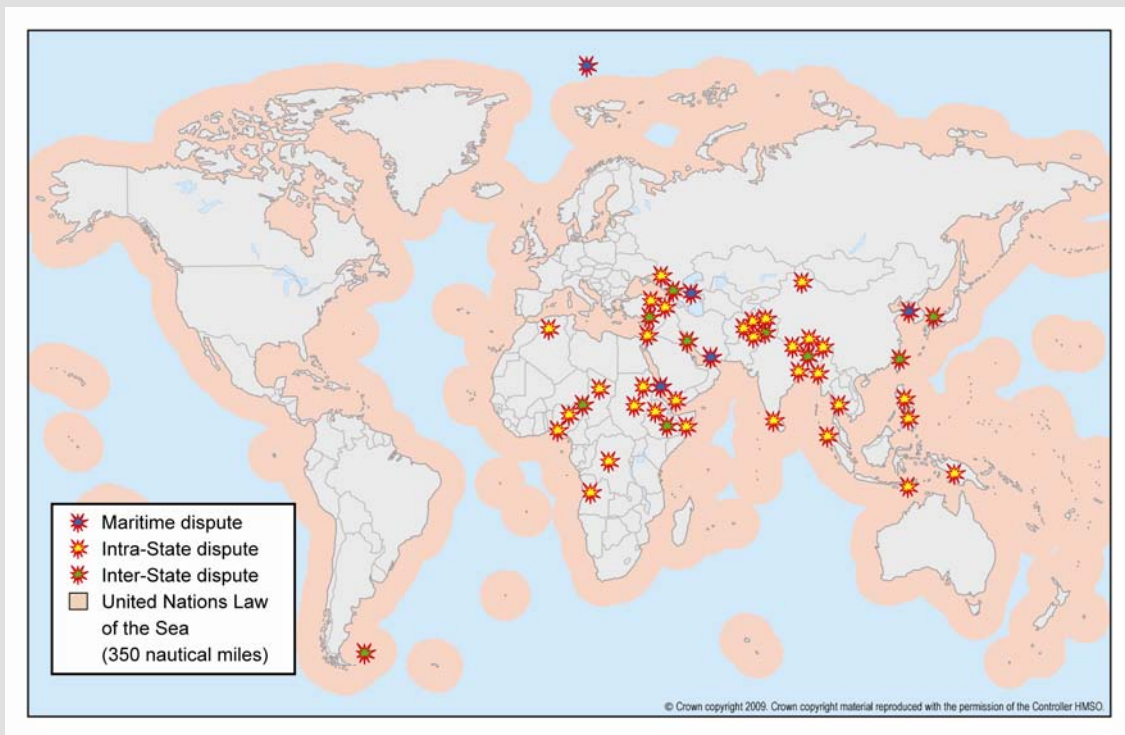 Maritime dispute
Intra-State dispute
Inter-State dispute
United Nations Law
of the Sea
(350 nautical miles)
© Crown copyright 2009. Crown copyright material reproduced with the permission of the Controller HMSO.